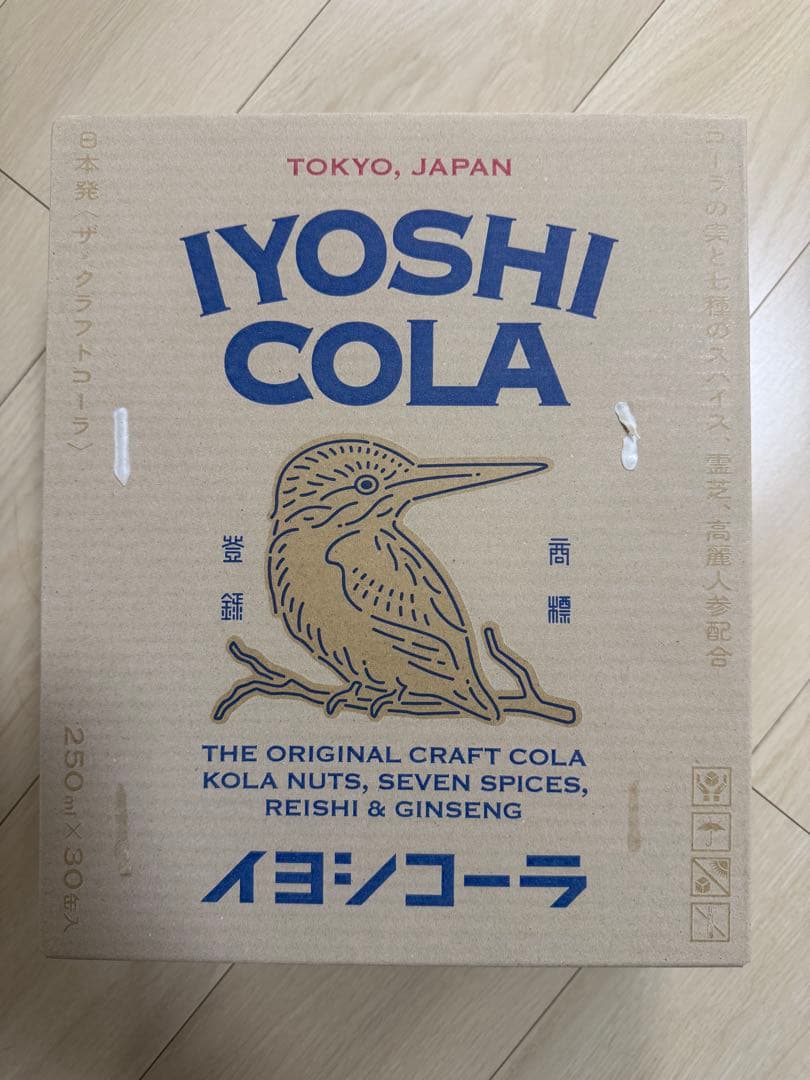 TOKYO, JAPAN
IYOSHI
COLA
商標
登録
THE ORIGINAL CRAFT COLA
KOLA NUTS, SEVEN SPICES,
REISHI & GINSENG
イヨシコーラ
コーラの実と七種のスパイス、霊芝、高麗人参配合
日本発〈ザ・クラフトコーラ〉
250ml×30缶入